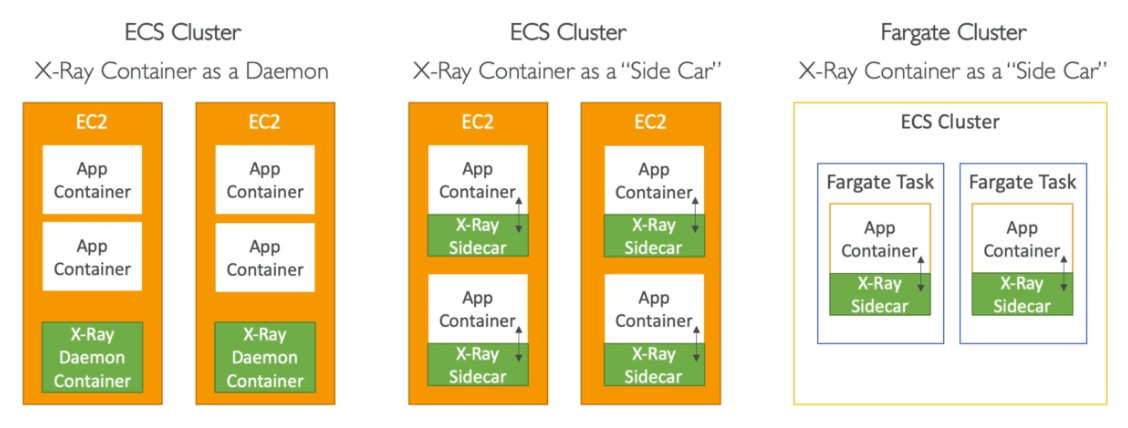 ECS Cluster
X-Ray Container as a Daemon
EC2
App
Container
App
Container
X-Ray
Daemon
Container
EC2
App
Container
App
Container
X-Ray
Daemon
Container
ECS Cluster
X-Ray Container as a “Side Car”
EC2
App
Container
X-Ray
Sidecar
App
Container
X-Ray
Sidecar
EC2
App
Container
X-Ray
Sidecar
App
Container
X-Ray
Sidecar
Fargate Cluster
X-Ray Container as a “Side Car”
ECS Cluster
Fargate Task
App
Container
X-Ray
Sidecar
Fargate Task
App
Container
X-Ray
Sidecar